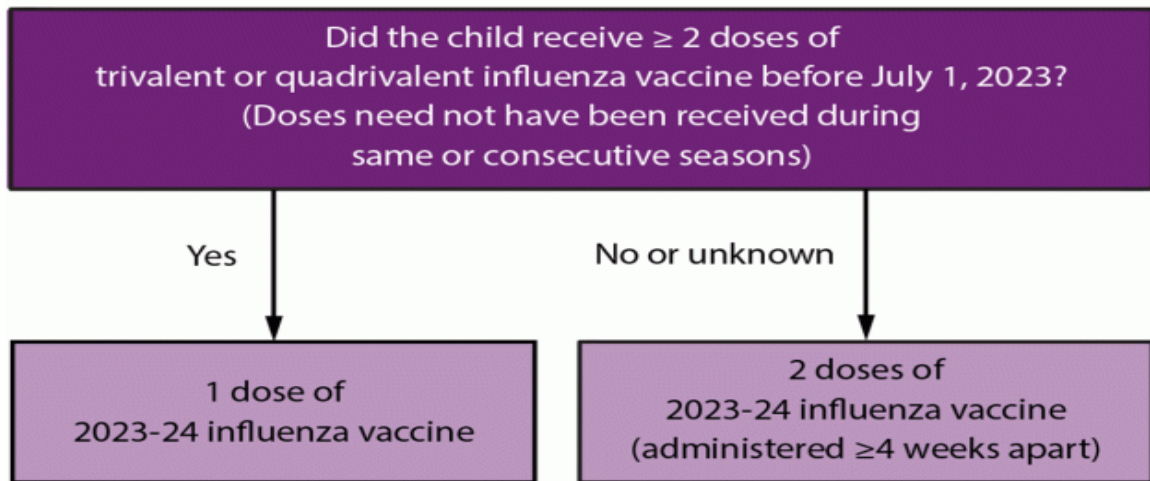 Did the child receive ≥ 2 doses of
trivalent or quadrivalent influenza vaccine before July 1, 2023?
(Doses need not have been received during
same or consecutive seasons)
Yes
No or unknown
1 dose of
2023-24 influenza vaccine
2 doses of
2023-24 influenza vaccine
(administered ≥4 weeks apart)